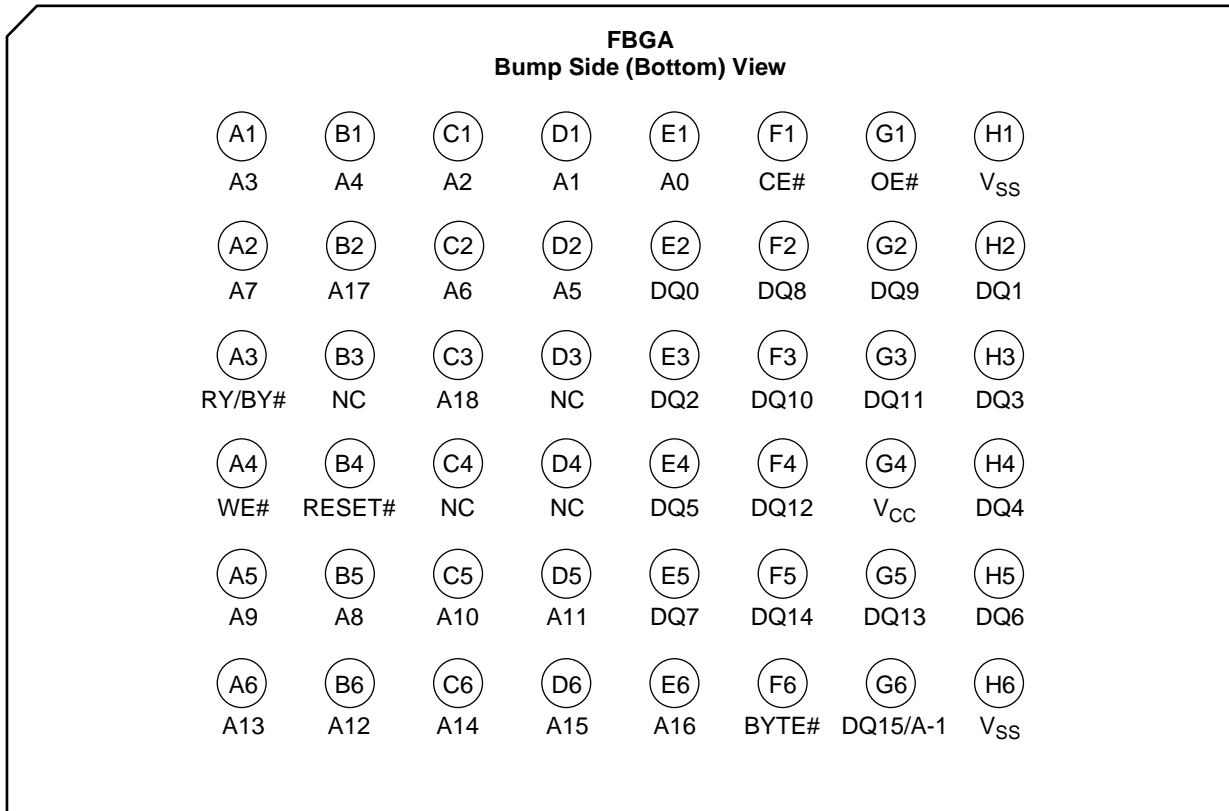 FBGA
Bump Side (Bottom) View
A1 B1 C1 D1 E1 F1 G1 H1
A3 A4 A2 A1 A0 CE# OE# VSS
A2 B2 C2 D2 E2 F2 G2 H2
A7 A17 A6 A5 DQ0 DQ8 DQ9 DQ1
A3 B3 C3 D3 E3 F3 G3 H3
RY/BY# NC A18 NC DQ2 DQ10 DQ11 DQ3
A4 B4 C4 D4 E4 F4 G4 H4
WE# RESET# NC NC DQ5 DQ12 VCC DQ4
A5 B5 C5 D5 E5 F5 G5 H5
A9 A8 A10 A11 DQ7 DQ14 DQ13 DQ6
A6 B6 C6 D6 E6 F6 G6 H6
A13 A12 A14 A15 A16 BYTE# DQ15/A-1 VSS